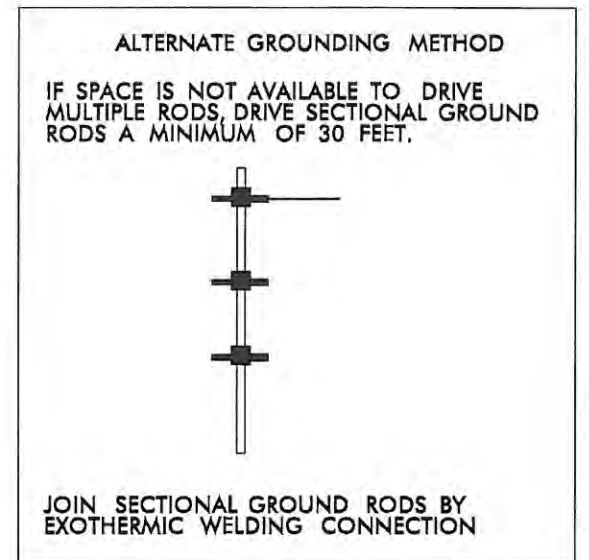 ALTERNATE GROUNDING METHOD
IF SPACE IS NOT AVAILABLE TO DRIVE
MULTIPLE RODS, DRIVE SECTIONAL GROUND
RODS A MINIMUM OF 30 FEET.
JOIN SECTIONAL GROUND RODS BY
EXOTHERMIC WELDING CONNECTION